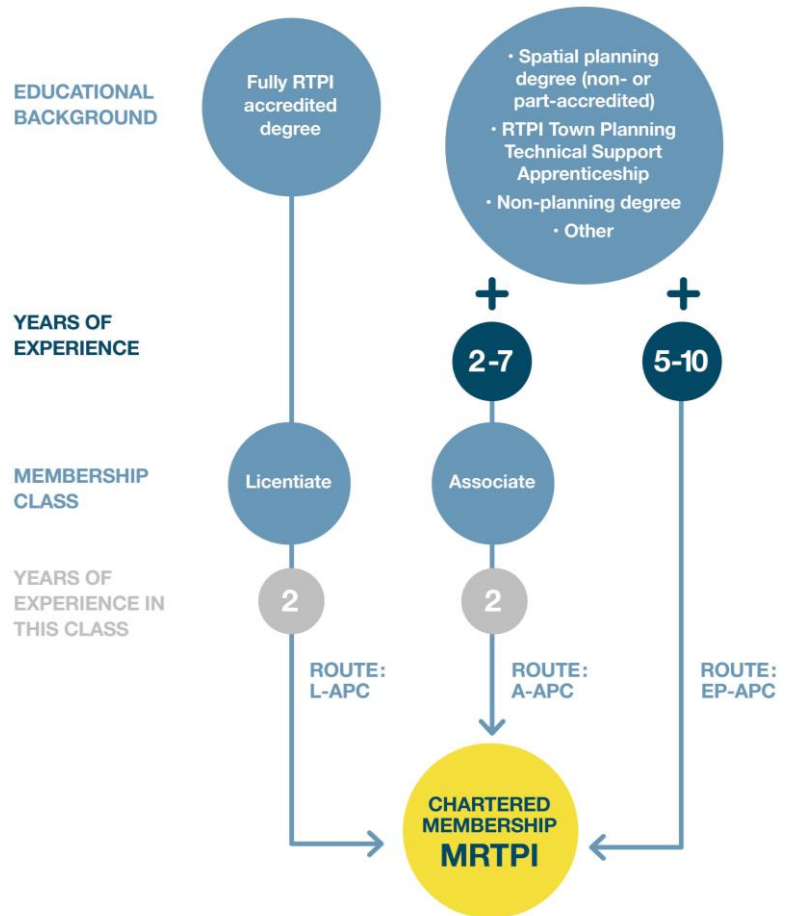 EDUCATIONAL
BACKGROUND
Fully RTPI
accredited
degree
· Spatial planning
degree (non- or
part-accredited)
· RTPI Town Planning
Technical Support
Apprenticeship
· Non-planning degree
· Other
+
+
YEARS OF
EXPERIENCE
2-7
5-10
MEMBERSHIP
CLASS
Licentiate
Associate
YEARS OF
EXPERIENCE IN
THIS CLASS
2
2
ROUTE:
L-APC
ROUTE:
A-APC
ROUTE:
EP-APC
CHARTERED
MEMBERSHIP
MRTPI